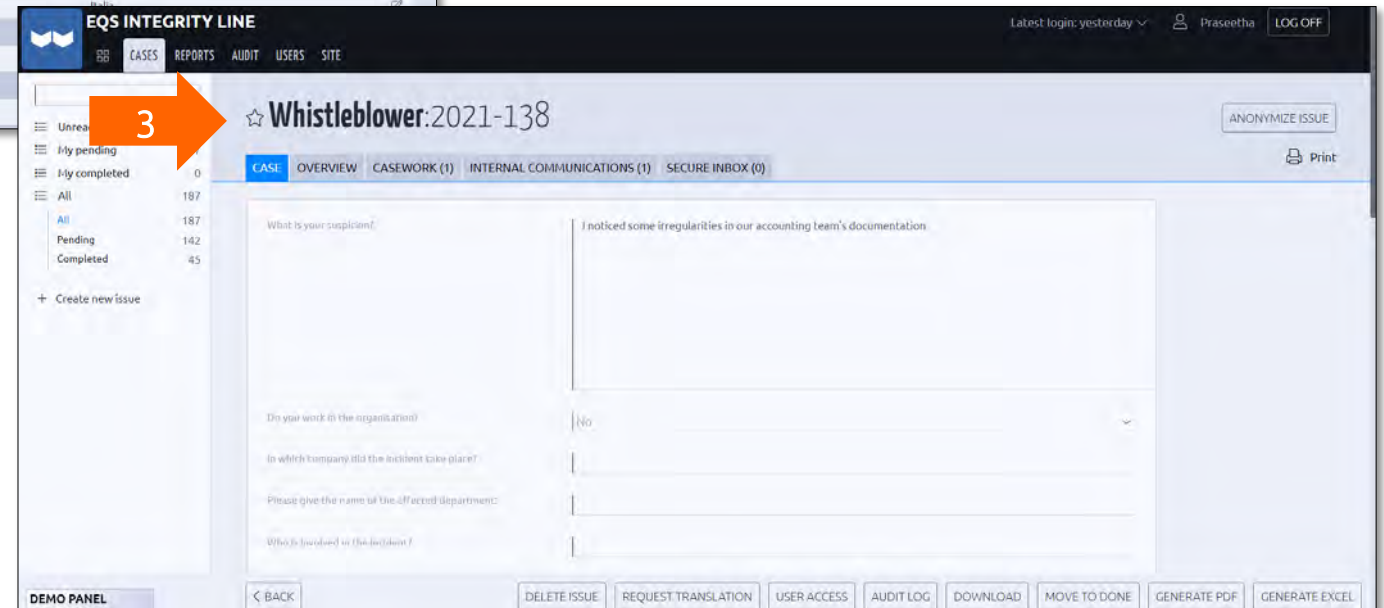 Italia
EQS INTEGRITY LINE
Latest login: yesterday
Praseetha
LOG OFF
CASES REPORTS AUDIT USERS SITE
3
☆ Whistleblower:2021-138
ANONYMIZE ISSUE
Print
CASE OVERVIEW CASEWORK (1) INTERNAL COMMUNICATIONS (1) SECURE INBOX (0)
My pending
My completed 0
All 187
All 187
Pending 142
Completed 45
+ Create new issue
What is your suspicion?
I noticed some irregularities in our accounting team's documentation
Do you work in the organisation?
No
In which company did the incident take place?
Please give the name of the affected department:
Who is involved in the incident?
DEMO PANEL
< BACK
DELETE ISSUE
REQUEST TRANSLATION
USER ACCESS
AUDIT LOG
DOWNLOAD
MOVE TO DONE
GENERATE PDF
GENERATE EXCEL